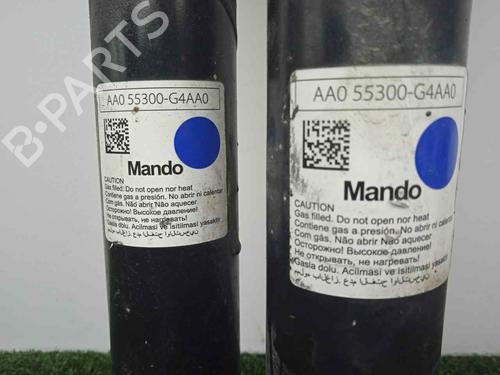 B-PARTS
AA0 55300-G4AA0
Mando
CAUTION
Gas filled. Do not open nor heat
Contiene gas a presión. No abrir ni calentar
Com gás. Não abrir Não aquecer.
Осторожно! Высокое давление!
Не открывать, не нагревать!
Gasla dolu. Acilmasi ve isitilmasi yasaktir
AA0 55300-G4AA0
Mando
CAUTION
Gas filled. Do not open nor heat
Contiene gas a presión. No abrir ni calentar
Com gás. Não abrir Não aquecer.
Осторожно! Высокое давление!
Не открывать, не нагревать!
Gasla dolu. Acilmasi ve isitilmasi yasaktir